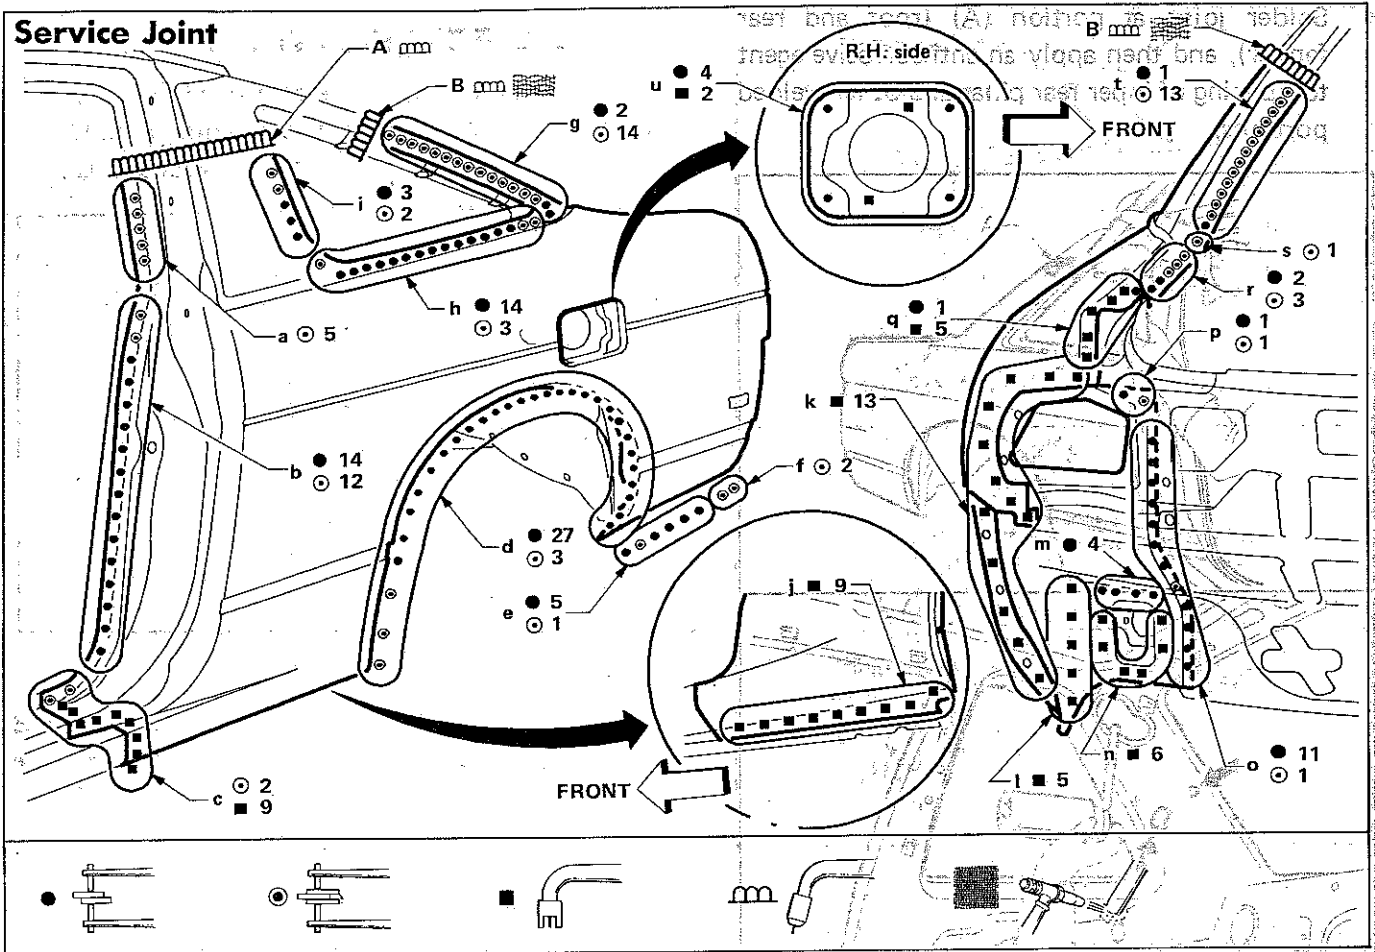 Service Joint
A
B
g ● 2
⊙ 14
i ● 3
⊙ 2
h ● 14
⊙ 3
a ⊙ 5
b ● 14
⊙ 12
c ⊙ 2
■ 9
d ● 27
⊙ 3
e ● 5
⊙ 1
f ⊙ 2
u ● 4
■ 2
R.H. side
FRONT
B
t ● 1
⊙ 13
s ⊙ 1
r ● 2
⊙ 3
q ● 1
■ 5
p ● 1
⊙ 1
k ■ 13
m ● 4
j ■ 9
FRONT
l ■ 5
n ■ 6
o ● 11
⊙ 1